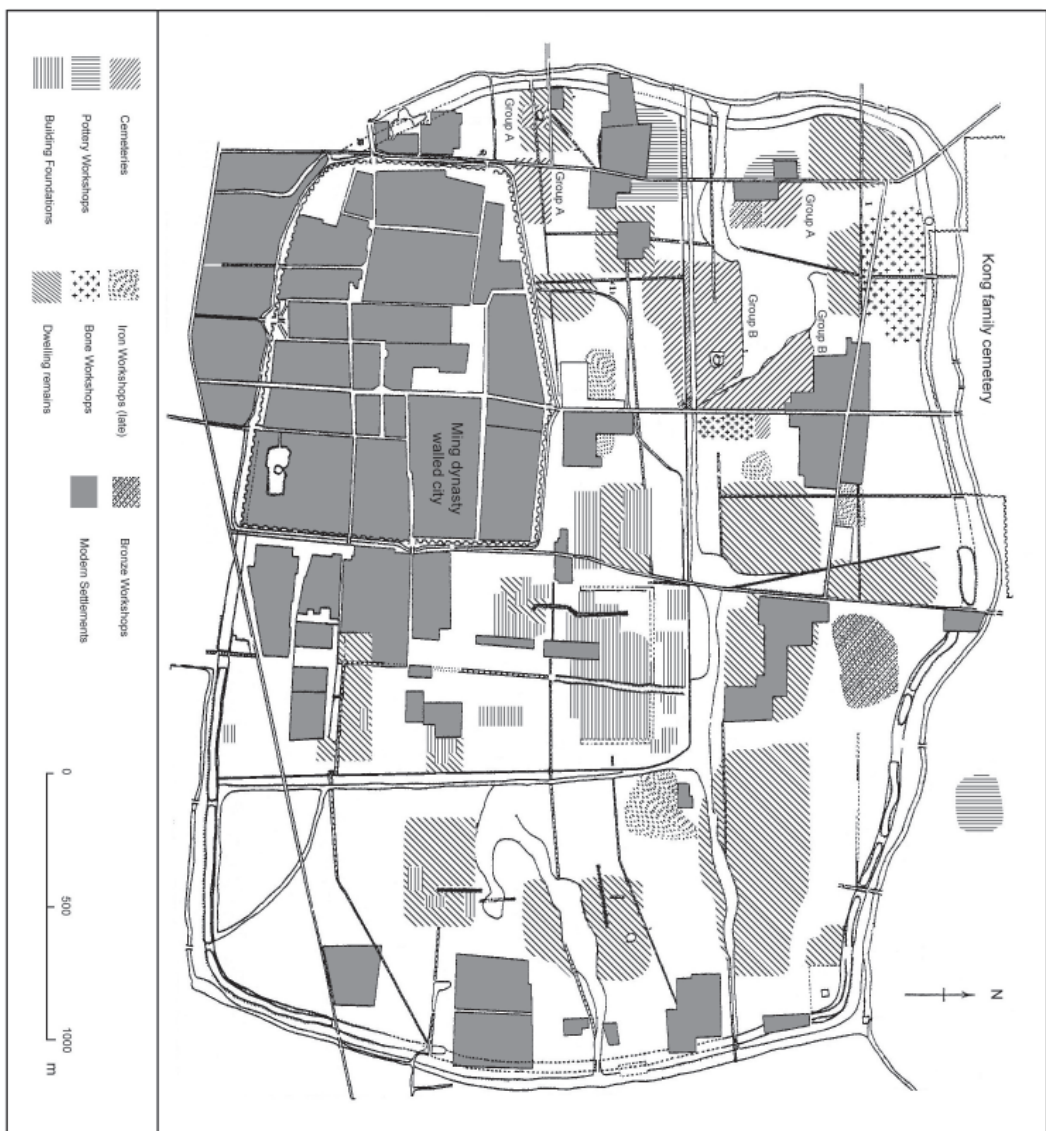 Kong family cemetery
Group A
Group A
Group A
Group B
Group B
Ming dynasty
walled city
N
Cemeteries
Iron Workshops (late)
Bronze Workshops
Pottery Workshops
Bone Workshops
Modern Settlements
Building Foundations
Dwelling remains
0
500
1000
m